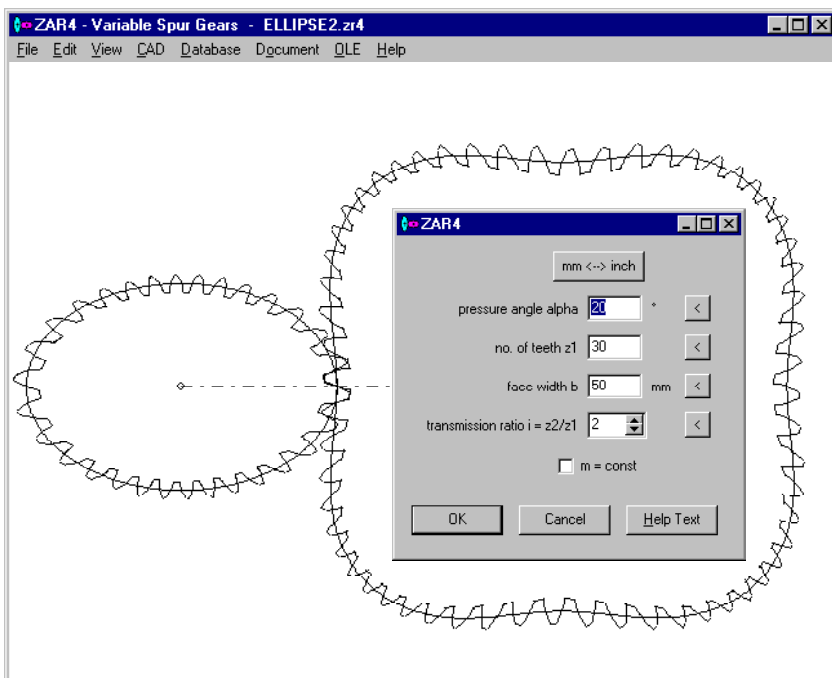 ZAR4 - Variable Spur Gears - ELLIPSE2.zr4
File Edit View CAD Database Document OLE Help
ZAR4
mm <--> inch
pressure angle alpha 20 ° <
no. of teeth z1 30 <
face width b 50 mm <
transmission ratio i = z2/z1 2 <
m = const
OK Cancel Help Text